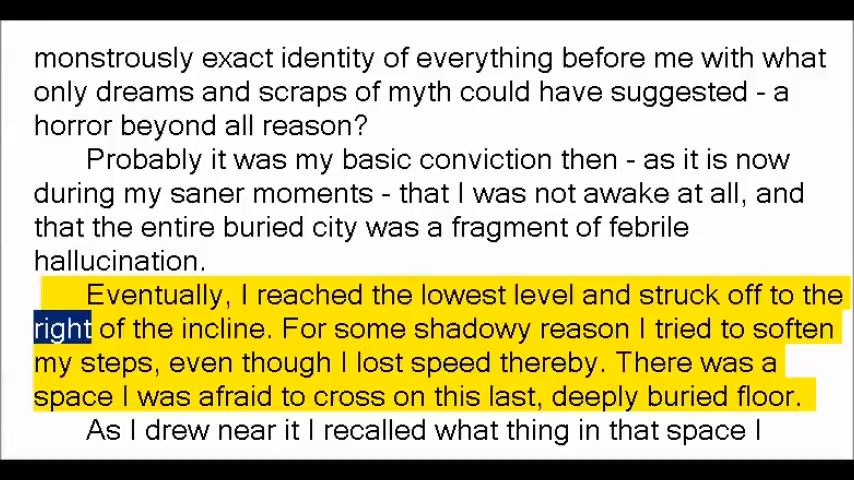 monstrously exact identity of everything before me with what
only dreams and scraps of myth could have suggested - a
horror beyond all reason?
Probably it was my basic conviction then - as it is now
during my saner moments - that I was not awake at all, and
that the entire buried city was a fragment of febrile
hallucination.
Eventually, I reached the lowest level and struck off to the
right of the incline. For some shadowy reason I tried to soften
my steps, even though I lost speed thereby. There was a
space I was afraid to cross on this last, deeply buried floor.
As I drew near it I recalled what thing in that space I